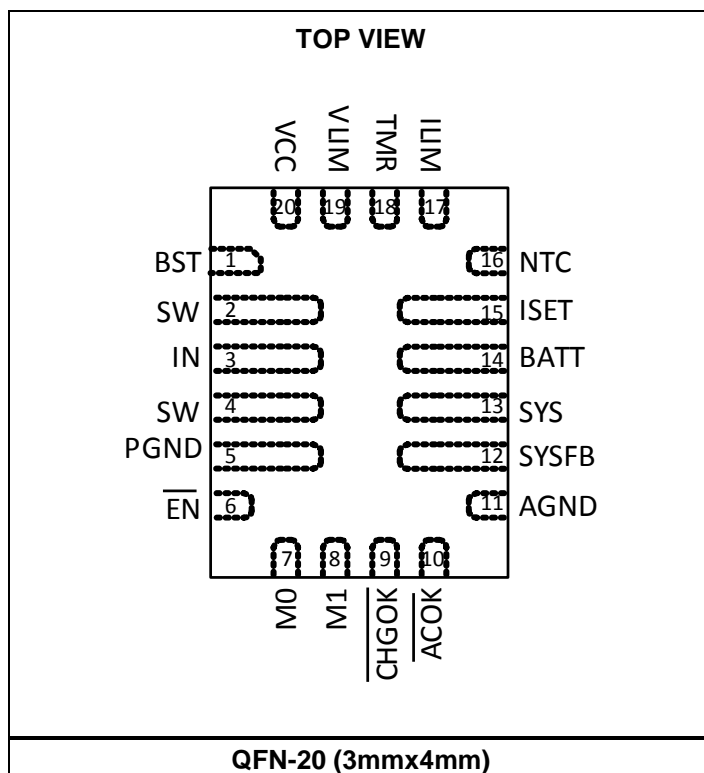 TOP VIEW
VCC
VLIM
TMR
ILIM
20
19
18
17
BST 1
16 NTC
SW 2
15 ISET
IN 3
14 BATT
SW 4
13 SYS
PGND 5
12 SYSFB
EN 6
11 AGND
7
8
9
10
M0
M1
CHGOK
ACOK
QFN-20 (3mmx4mm)